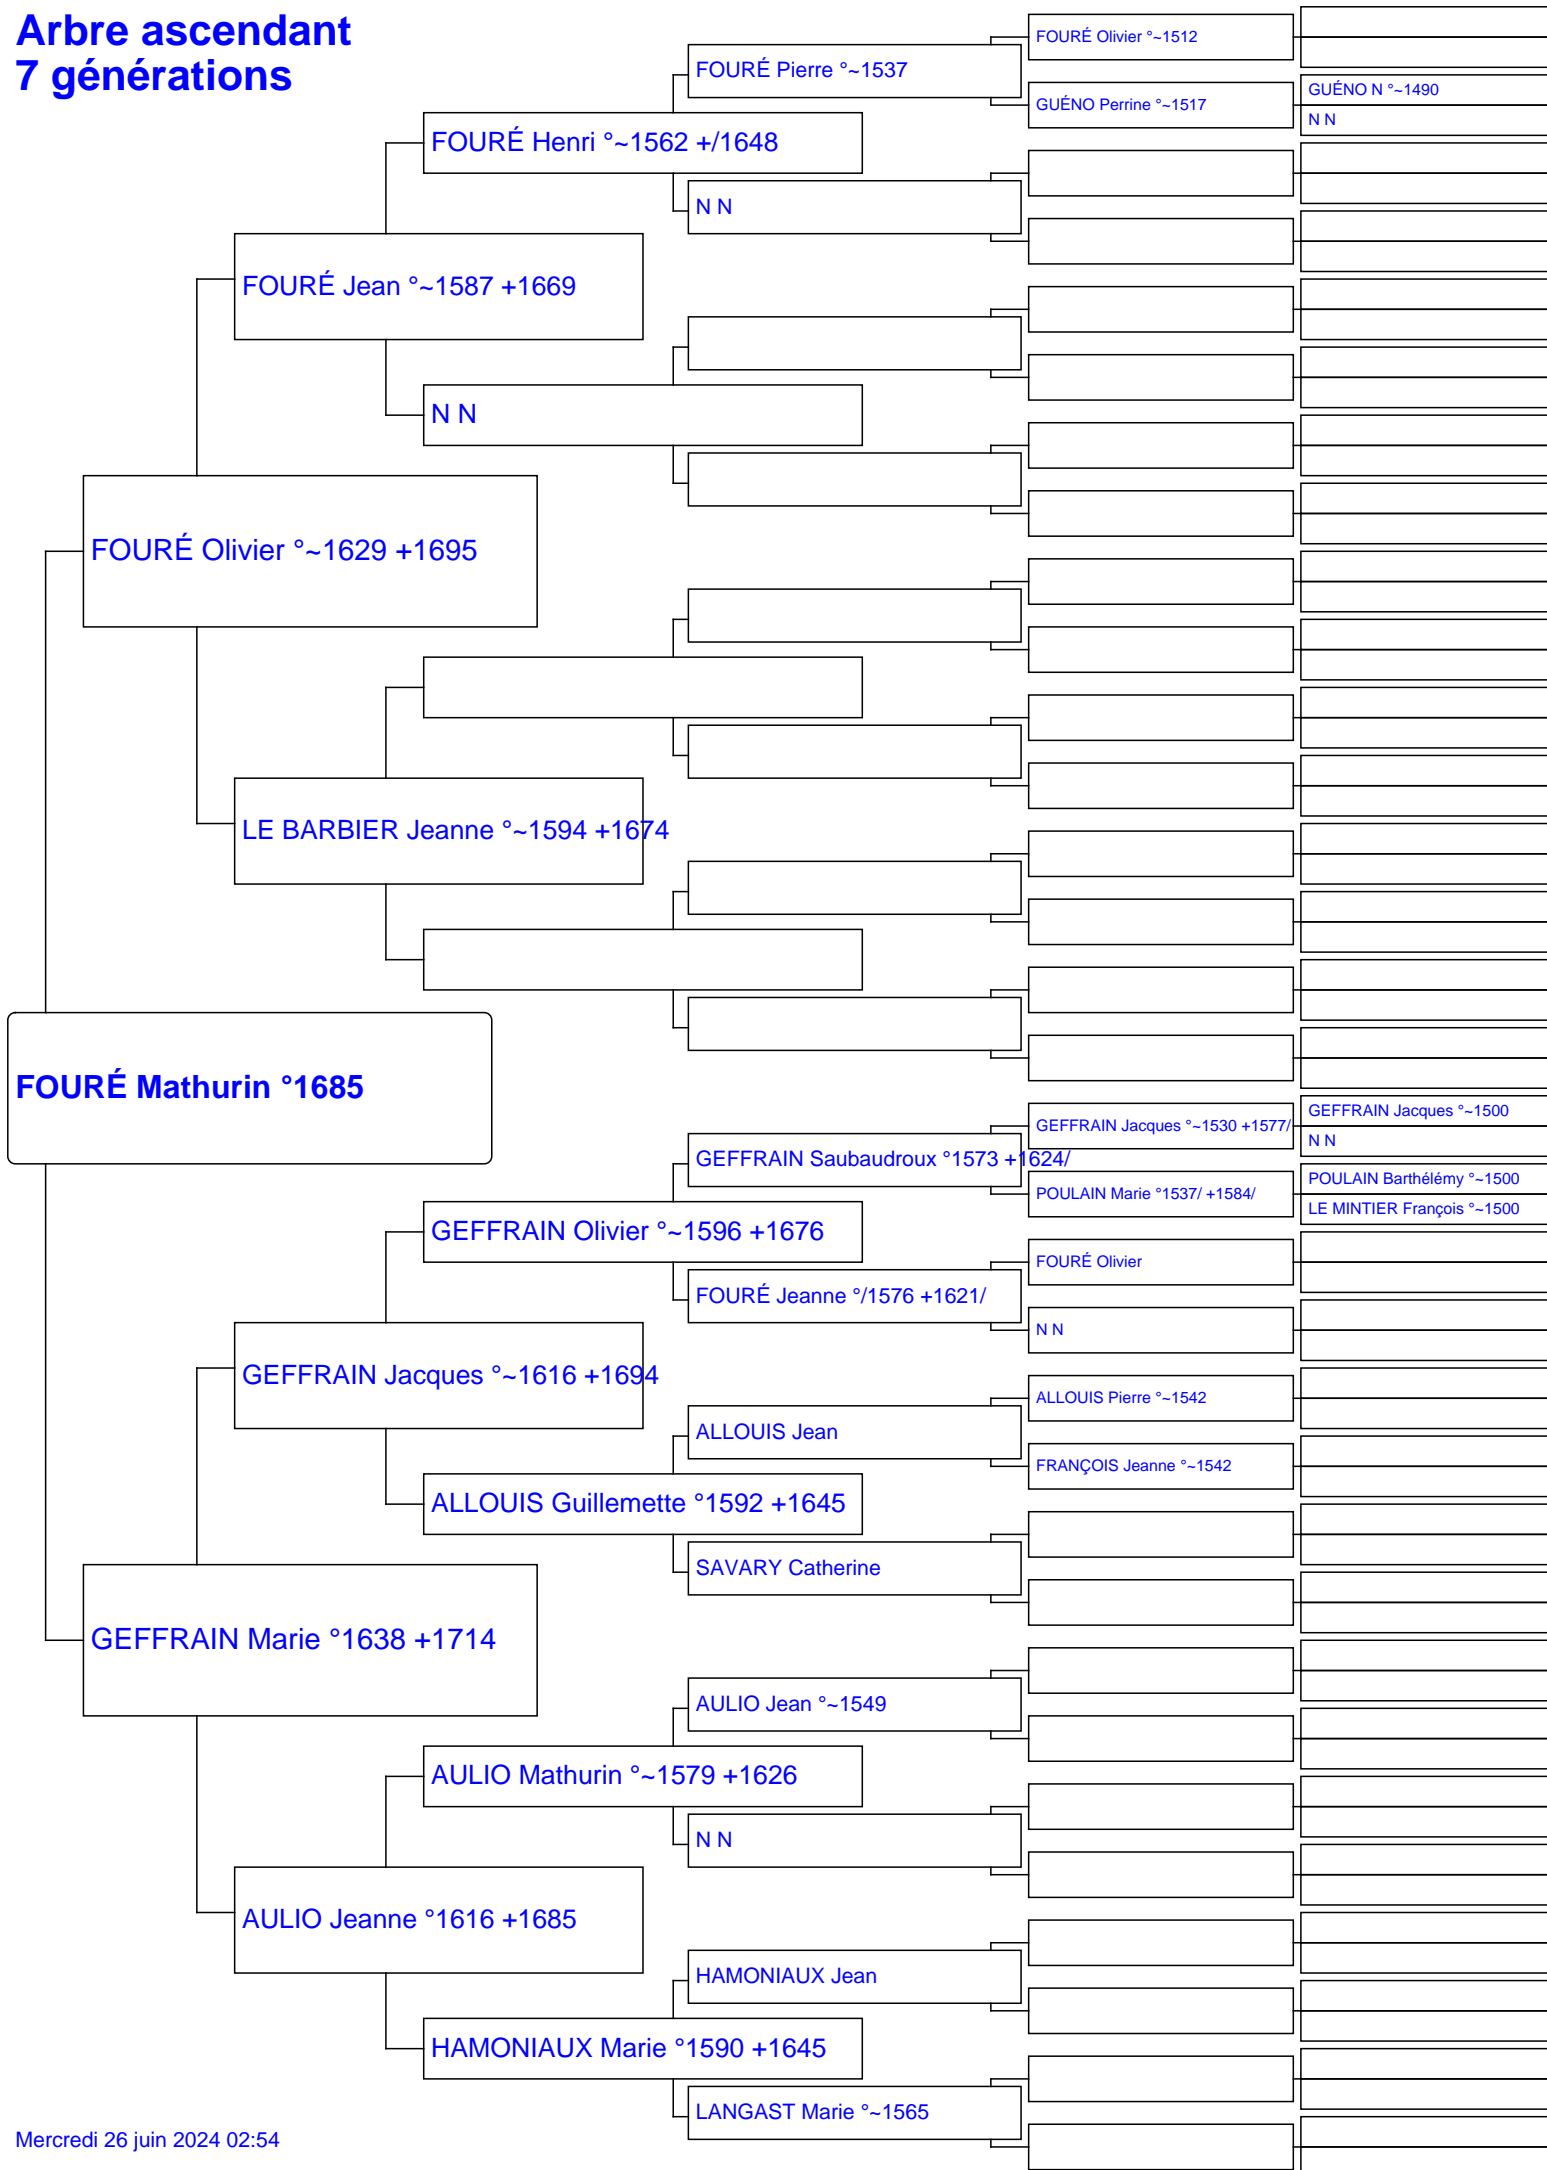 Arbre ascendant
7 générations
FOURÉ Olivier °~1512
FOURÉ Pierre °~1537
GUÉNO N °~1490
GUÉNO Perrine °~1517
N N
FOURÉ Henri °~1562 +/1648
N N
FOURÉ Jean °~1587 +1669
N N
FOURÉ Olivier °~1629 +1695
LE BARBIER Jeanne °~1594 +1674
FOURÉ Mathurin °1685
GEFFRAIN Jacques °~1500
GEFFRAIN Jacques °~1530 +1577/
N N
GEFFRAIN Saubaudroux °1573 +1624/
POULAIN Barthélémy °~1500
POULAIN Marie °1537/ +1584/
LE MINTIER François °~1500
GEFFRAIN Olivier °~1596 +1676
FOURÉ Olivier
FOURÉ Jeanne °/1576 +1621/
N N
GEFFRAIN Jacques °~1616 +1694
ALLOUIS Pierre °~1542
ALLOUIS Jean
FRANÇOIS Jeanne °~1542
ALLOUIS Guillemette °1592 +1645
SAVARY Catherine
GEFFRAIN Marie °1638 +1714
AULIO Jean °~1549
AULIO Mathurin °~1579 +1626
N N
AULIO Jeanne °1616 +1685
HAMONIAUX Jean
HAMONIAUX Marie °1590 +1645
LANGAST Marie °~1565
Mercredi 26 juin 2024 02:54